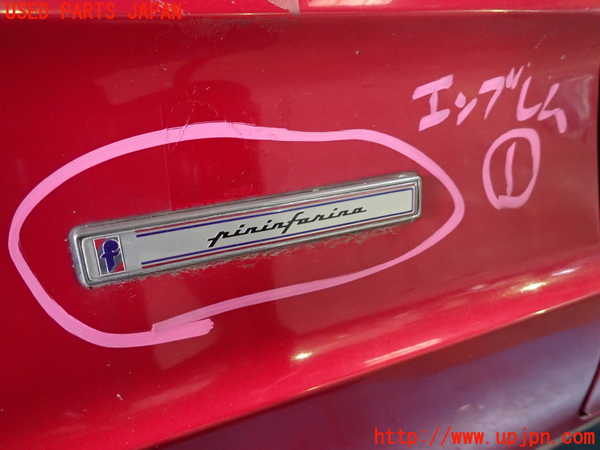 USED PARTS JAPAN
エンブレム
①
pininfarina
f
http://www.upjpn.com/